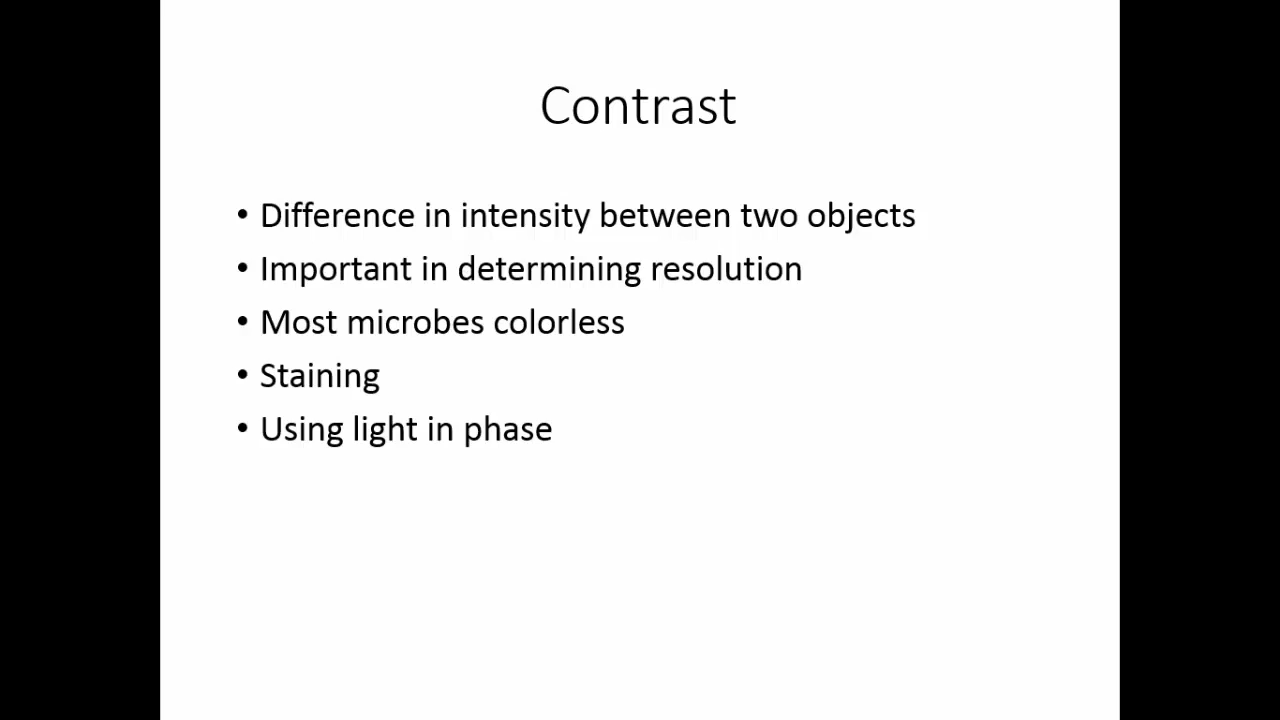 Contrast
• Difference in intensity between two objects
• Important in determining resolution
• Most microbes colorless
• Staining
• Using light in phase